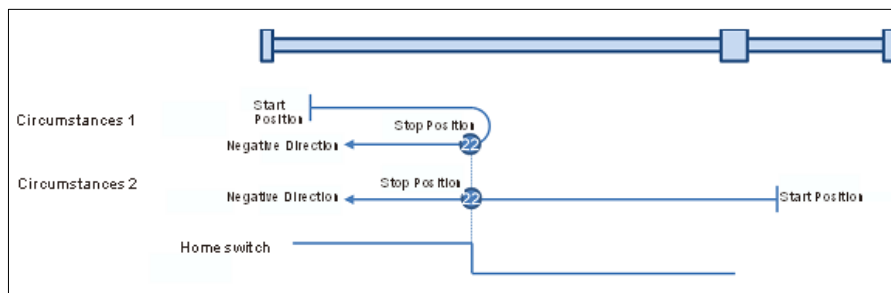 Start
Position
Circumstances 1
Stop Position
22
Negative Direction
Circumstances 2
Stop Position
22
Negative Direction
Start Position
Home switch